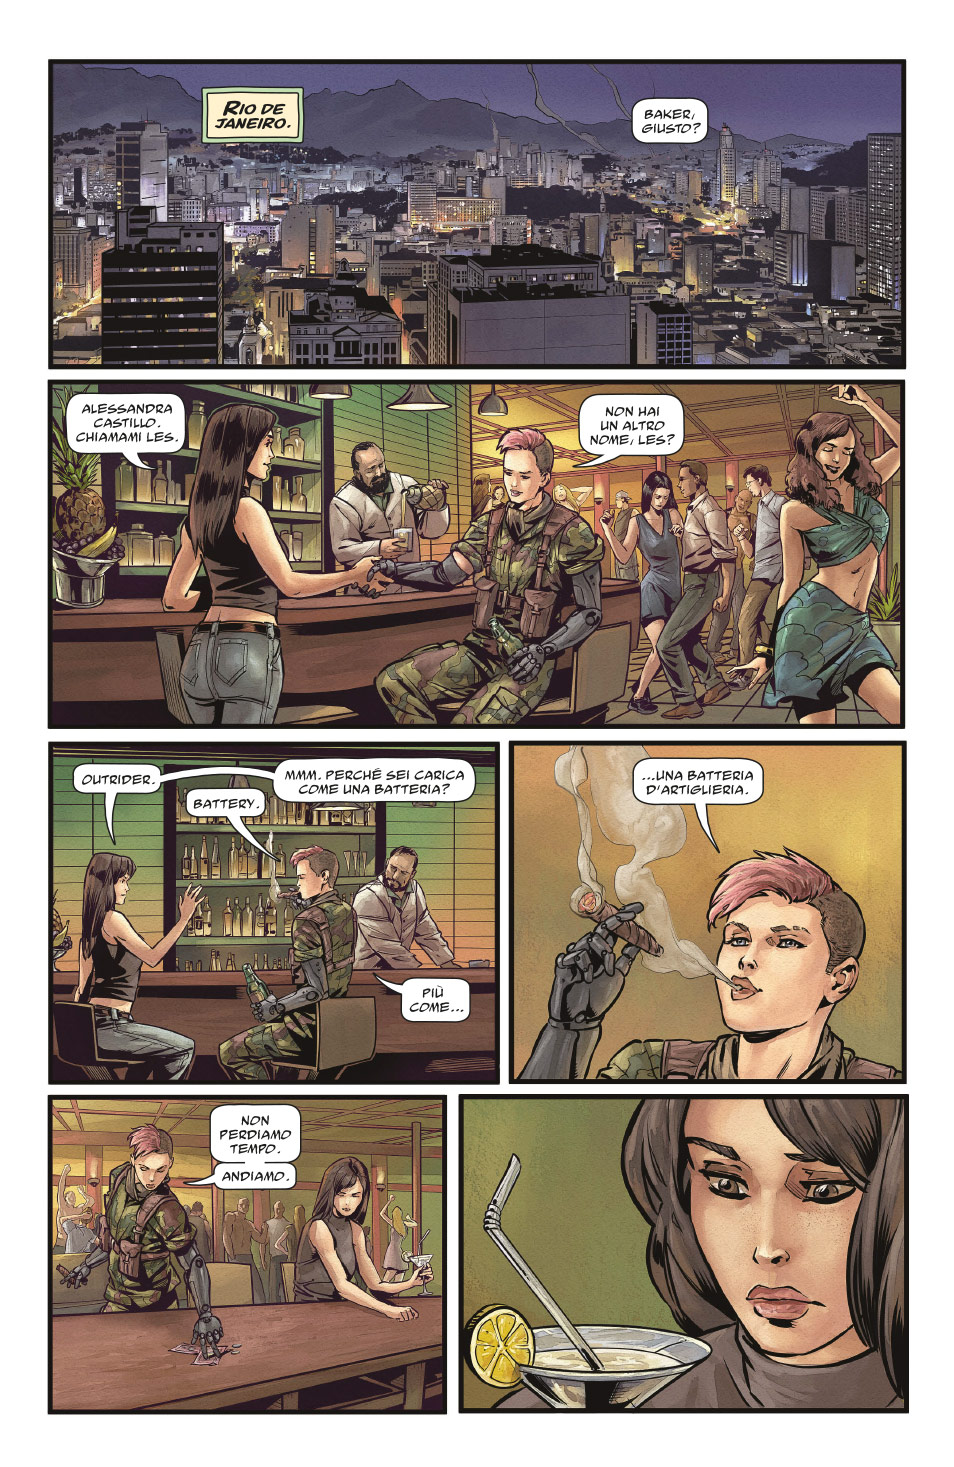 RIO DE
JANEIRO.
BAKER,
GIUSTO?
ALESSANDRA
CASTILLO.
CHIAMAMI LES.
NON HAI
UN ALTRO
NOME, LES?
OUTRIDER.
BATTERY.
MMM. PERCHÉ SEI CARICA
COME UNA BATTERIA?
PIÙ
COME...
...UNA BATTERIA
D'ARTIGLIERIA.
NON
PERDIAMO
TEMPO.
ANDIAMO.